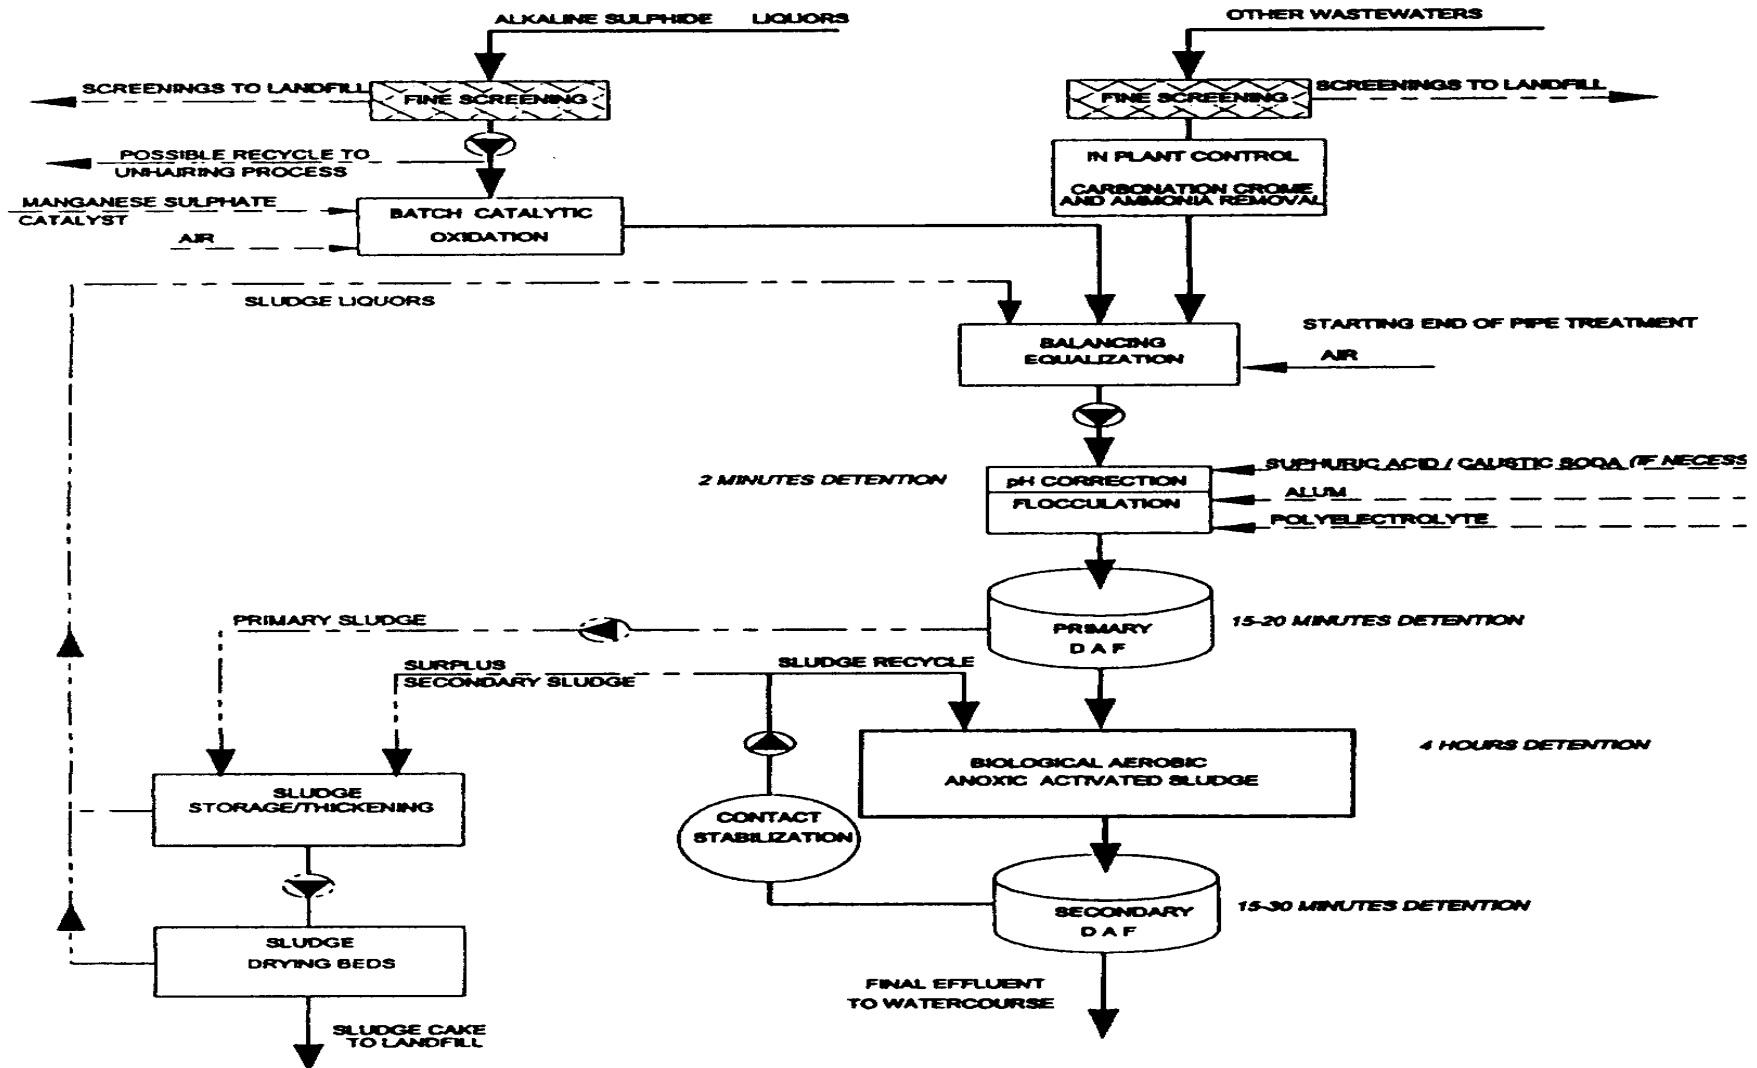 ALKALINE SULPHIDE LIQUORS
OTHER WASTEWATERS
SCREENINGS TO LANDFILL
FINE SCREENING
FINE SCREENING
SCREENINGS TO LANDFILL
POSSIBLE RECYCLE TO
UNHAIRING PROCESS
IN PLANT CONTROL
CARBONATION CROME
AND AMMONIA REMOVAL
MANGANESE SULPHATE
CATALYST
AIR
BATCH CATALYTIC
OXIDATION
SLUDGE LIQUORS
STARTING END OF PIPE TREATMENT
BALANCING
EQUALIZATION
AIR
2 MINUTES DETENTION
pH CORRECTION
FLOCCULATION
SUPHURIC ACID / CAUSTIC SODA (IF NECESS
ALUM
POLYELECTROLYTE
PRIMARY SLUDGE
PRIMARY
D A F
15-20 MINUTES DETENTION
SURPLUS
SECONDARY SLUDGE
SLUDGE RECYCLE
BIOLOGICAL AEROBIC
ANOXIC ACTIVATED SLUDGE
4 HOURS DETENTION
SLUDGE
STORAGE/THICKENING
CONTACT
STABILIZATION
SECONDARY
D A F
15-30 MINUTES DETENTION
SLUDGE
DRYING BEDS
FINAL EFFLUENT
TO WATERCOURSE
SLUDGE CAKE
TO LANDFILL